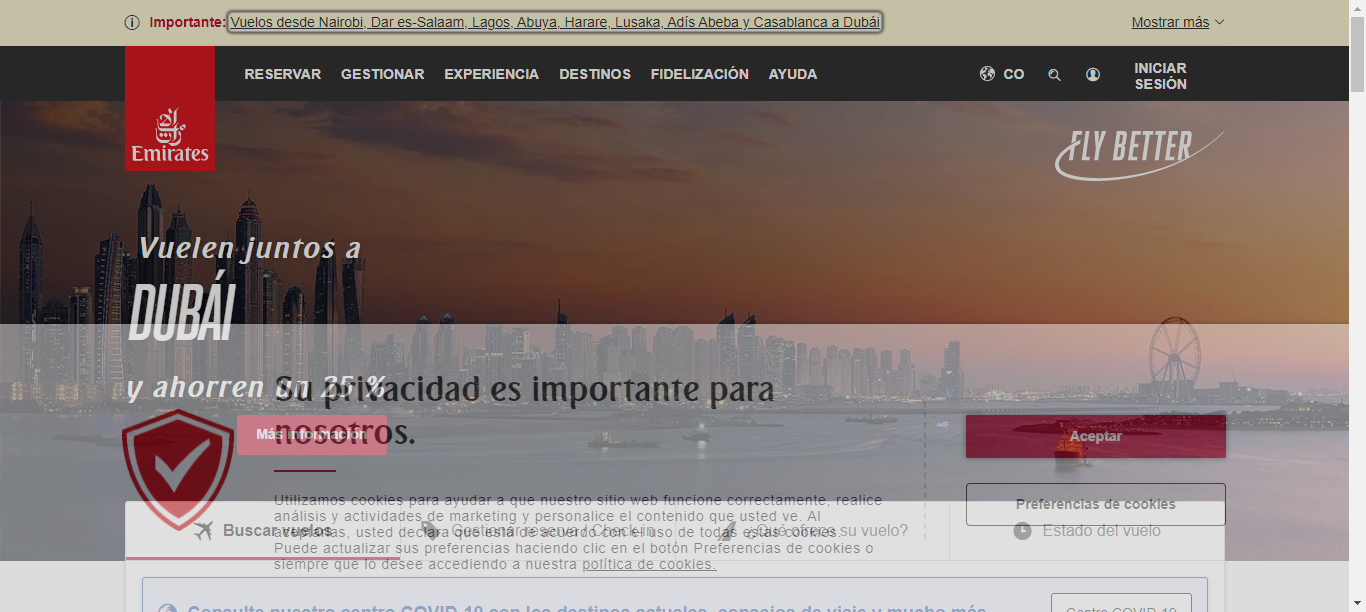 Importante: Vuelos desde Nairobi, Dar es-Salaam, Lagos, Abuya, Harare, Lusaka, Adís Abeba y Casablanca a Dubái
Mostrar más
RESERVAR GESTIONAR EXPERIENCIA DESTINOS FIDELIZACIÓN AYUDA
CO
INICIAR
SESIÓN
Emirates
FLY BETTER
Vuelen juntos a
DUBÁI
y ahorren un 25 %
Más información
Su privacidad es importante para
nosotros.
Utilizamos cookies para ayudar a que nuestro sitio web funcione correctamente, realice
análisis y actividades de marketing y personalice el contenido que usted ve. Al
aceptarlas, usted declara que está de acuerdo con el uso de todas estas cookies.
Puede actualizar sus preferencias haciendo clic en el botón Preferencias de cookies o
siempre que lo desee accediendo a nuestra política de cookies.
Aceptar
Preferencias de cookies
Buscar vuelos
Gestionar reserva / Check-in
¿Qué ofrece su vuelo?
Estado del vuelo
Consulte nuestro centro COVID-19 con los destinos actuales, consejos de viaje y mucho más
Centro COVID-19